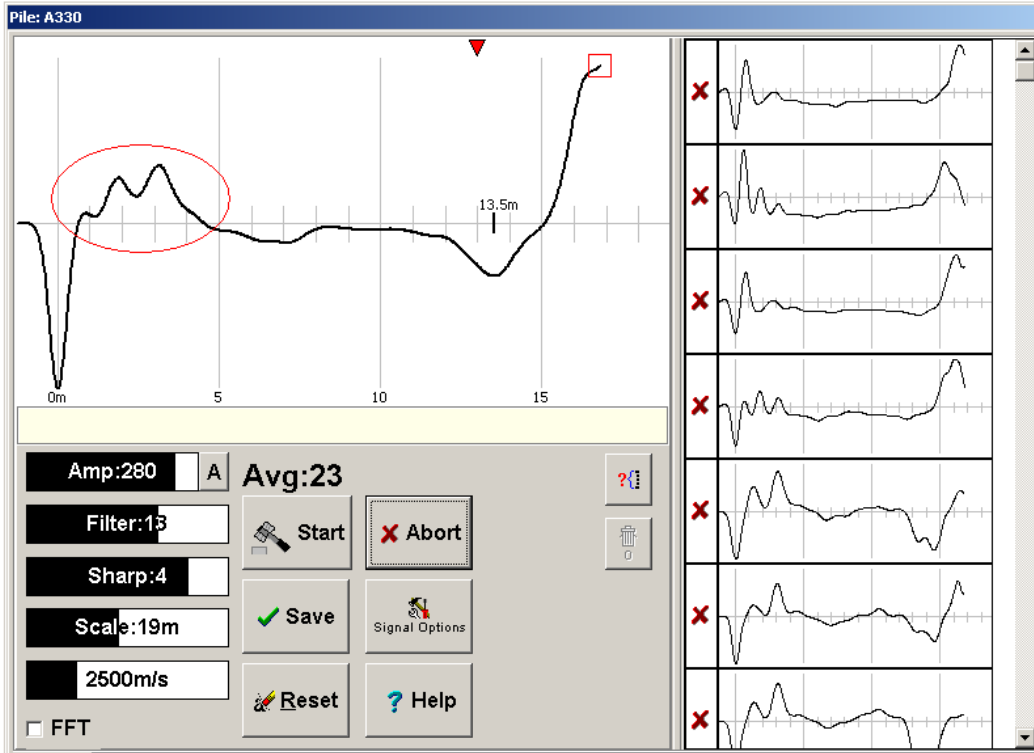 Pile: A330
13.5m
0m 5 10 15
Amp:280 A
Avg:23
?{
Filter:13
Start
Abort
0
Sharp:4
Save
Signal Options
Scale:19m
2500m/s
Reset
? Help
FFT